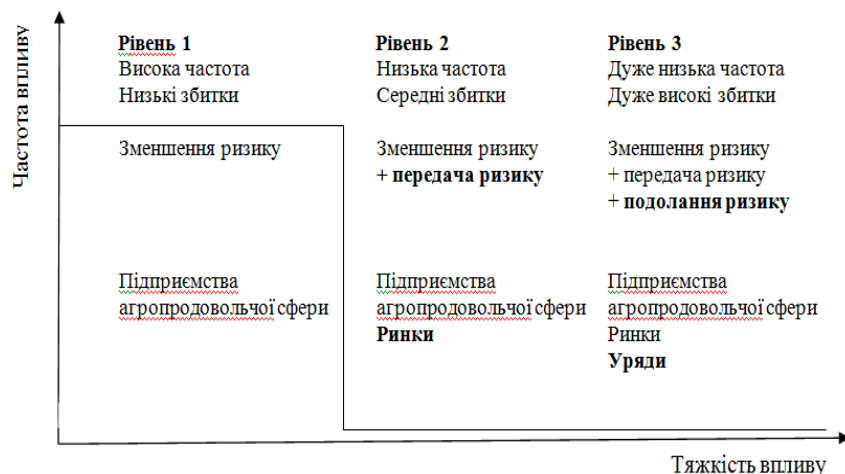 Частота впливу
Рівень 1
Висока частота
Низькі збитки
Зменшення ризику
Підприємства
агропродовольчої сфери
Рівень 2
Низька частота
Середні збитки
Зменшення ризику
+ передача ризику
Підприємства
агропродовольчої сфери
Ринки
Рівень 3
Дуже низька частота
Дуже високі збитки
Зменшення ризику
+ передача ризику
+ подолання ризику
Підприємства
агропродовольчої сфери
Ринки
Уряди
Тяжкість впливу